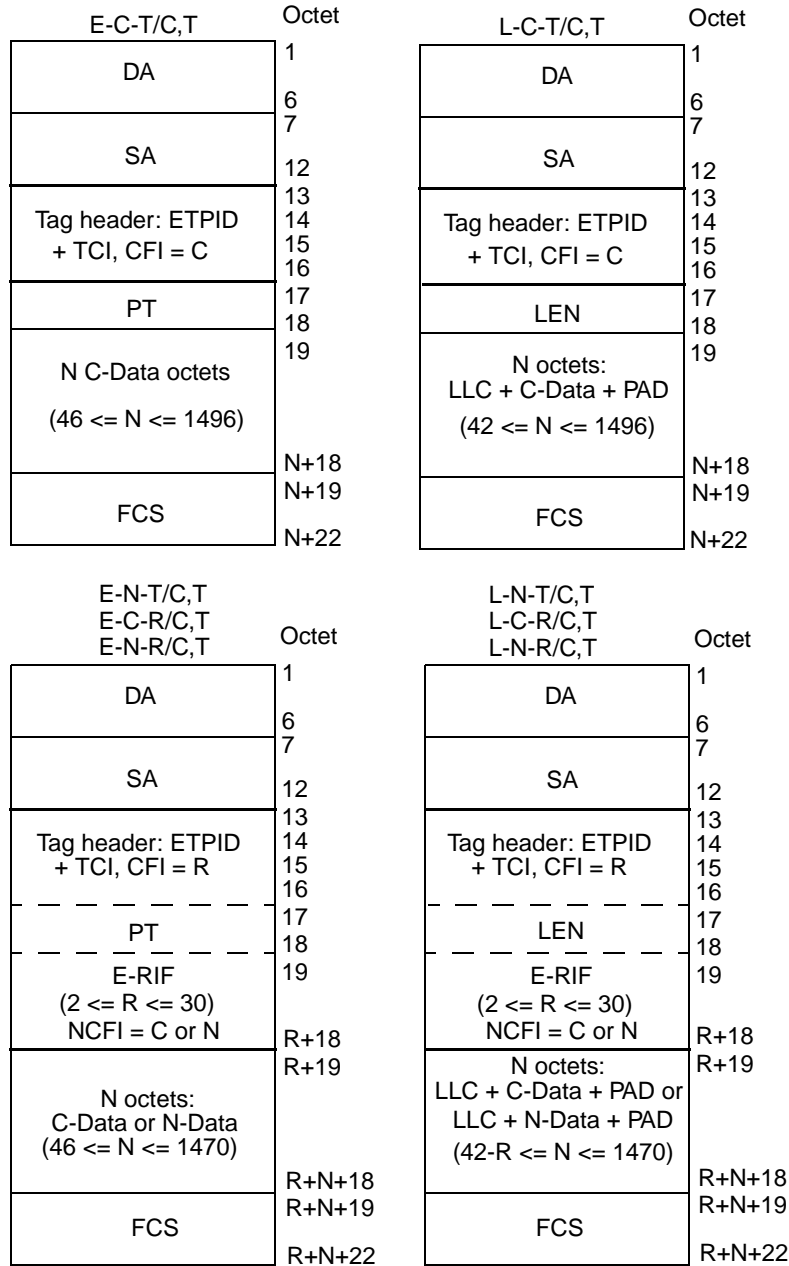 E-C-T/C,T
Octet
DA
1
6
SA
7
12
Tag header: ETPID
+ TCI, CFI = C
13
14
15
16
PT
17
18
N C-Data octets
(46 <= N <= 1496)
19
N+18
FCS
N+19
N+22
L-C-T/C,T
Octet
DA
1
6
SA
7
12
Tag header: ETPID
+ TCI, CFI = C
13
14
15
16
LEN
17
18
N octets:
LLC + C-Data + PAD
(42 <= N <= 1496)
19
N+18
FCS
N+19
N+22
E-N-T/C,T
E-C-R/C,T
E-N-R/C,T
Octet
DA
1
6
SA
7
12
Tag header: ETPID
+ TCI, CFI = R
13
14
15
16
PT
17
18
E-RIF
(2 <= R <= 30)
NCFI = C or N
19
R+18
N octets:
C-Data or N-Data
(46 <= N <= 1470)
R+19
R+N+18
FCS
R+N+19
R+N+22
L-N-T/C,T
L-C-R/C,T
L-N-R/C,T
Octet
DA
1
6
SA
7
12
Tag header: ETPID
+ TCI, CFI = R
13
14
15
16
LEN
17
18
E-RIF
(2 <= R <= 30)
NCFI = C or N
19
R+18
N octets:
LLC + C-Data + PAD or
LLC + N-Data + PAD
(42-R <= N <= 1470)
R+19
R+N+18
FCS
R+N+19
R+N+22